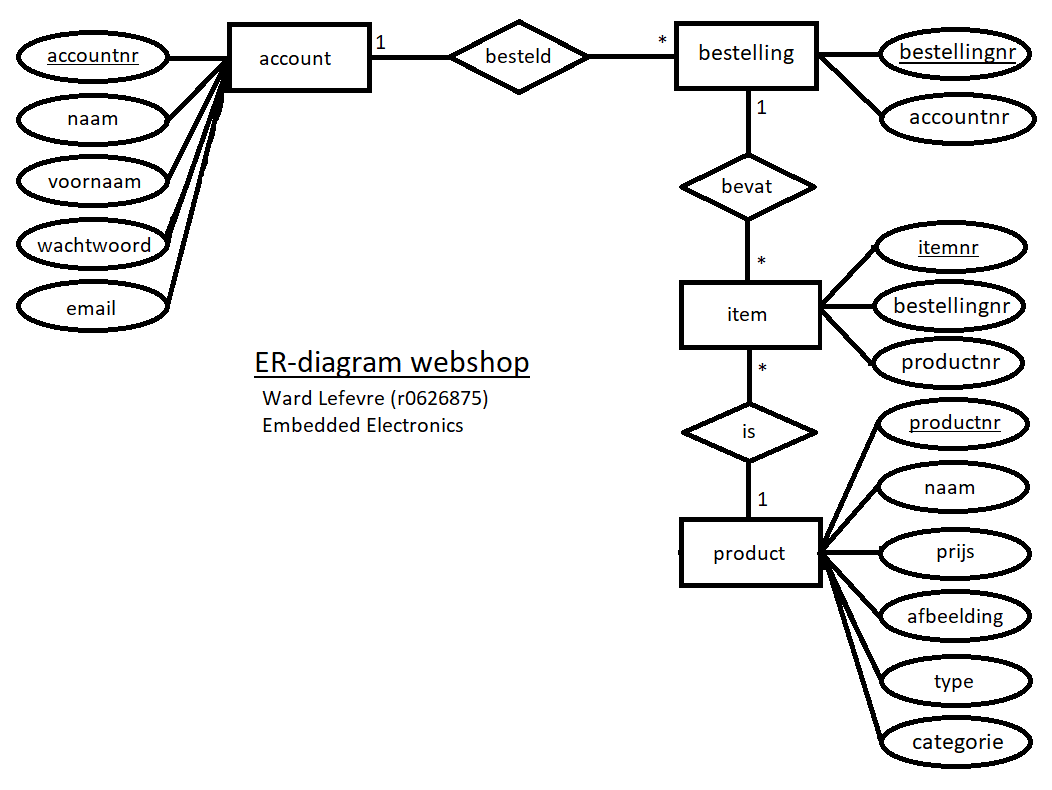 account
1
besteld
*
bestelling
accountnr
naam
voornaam
wachtwoord
email
bestellingnr
accountnr
1
bevat
*
item
itemnr
bestellingnr
productnr
*
is
1
product
productnr
naam
prijs
afbeelding
type
categorie
ER-diagram webshop
Ward Lefevre (r0626875)
Embedded Electronics